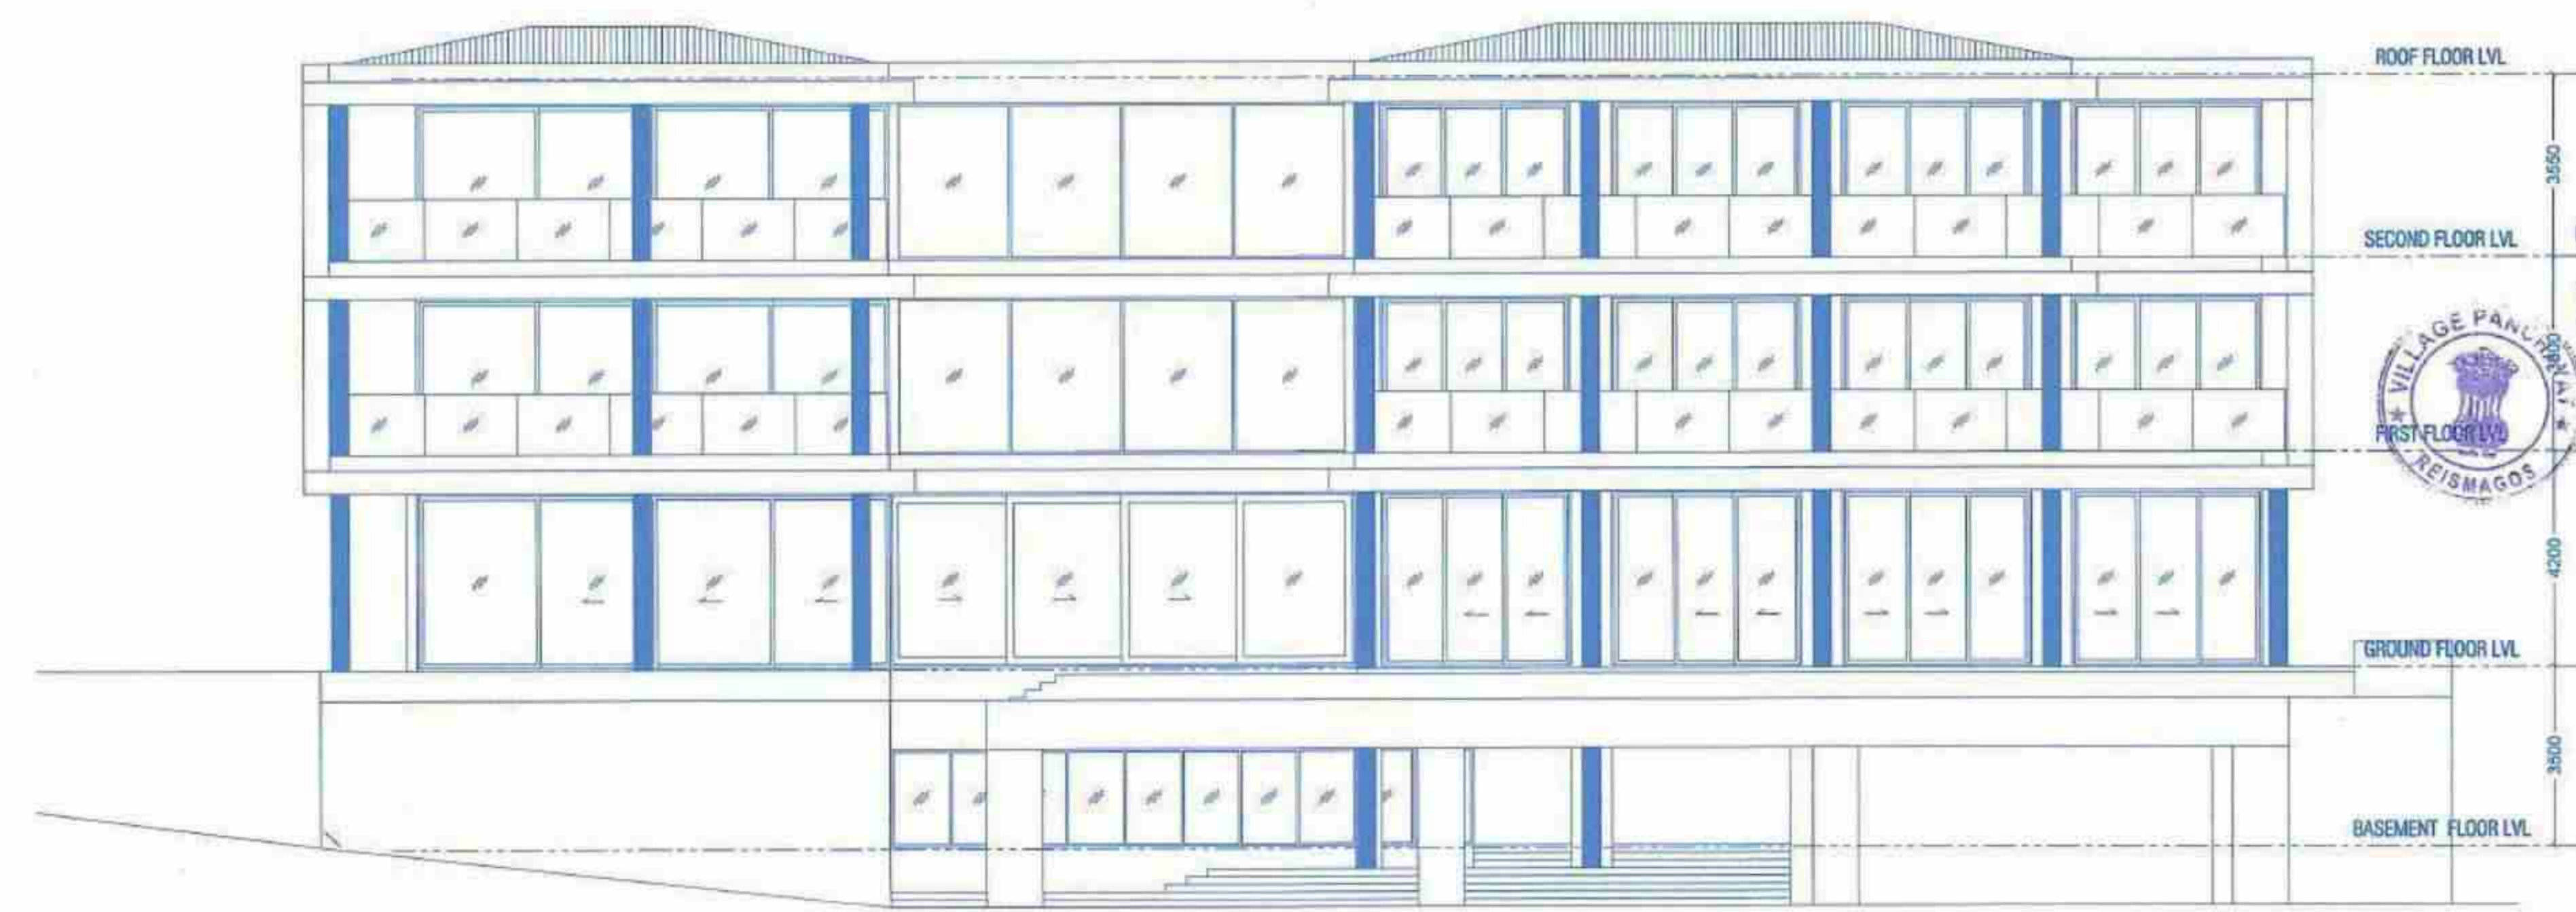 ROOF FLOOR LVL
3550
SECOND FLOOR LVL
VILLAGE PANCHAYAT
FIRST FLOOR LVL
REISMAGOS
4200
GROUND FLOOR LVL
3500
BASEMENT FLOOR LVL